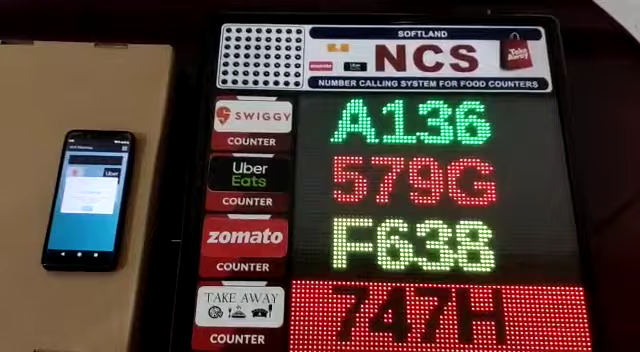 SOFTLAND
NCS
Take Away
NUMBER CALLING SYSTEM FOR FOOD COUNTERS
SWIGGY
COUNTER
A136
Uber
Eats
COUNTER
579G
zomato
COUNTER
F638
TAKE AWAY
COUNTER
747H
Uber